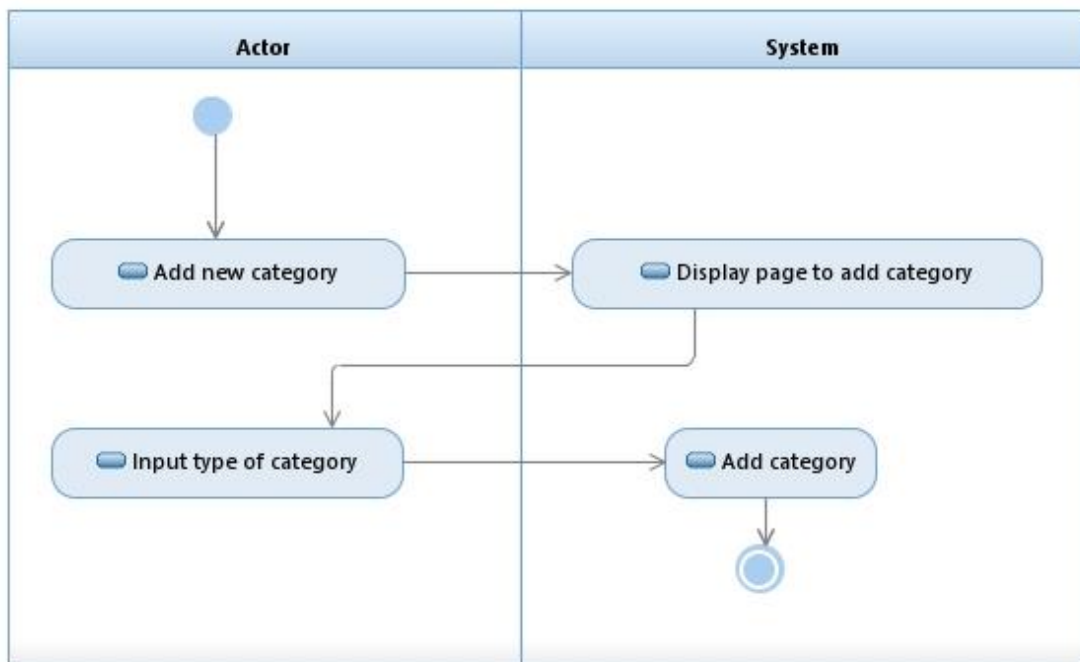 Actor
System
Add new category
Display page to add category
Input type of category
Add category